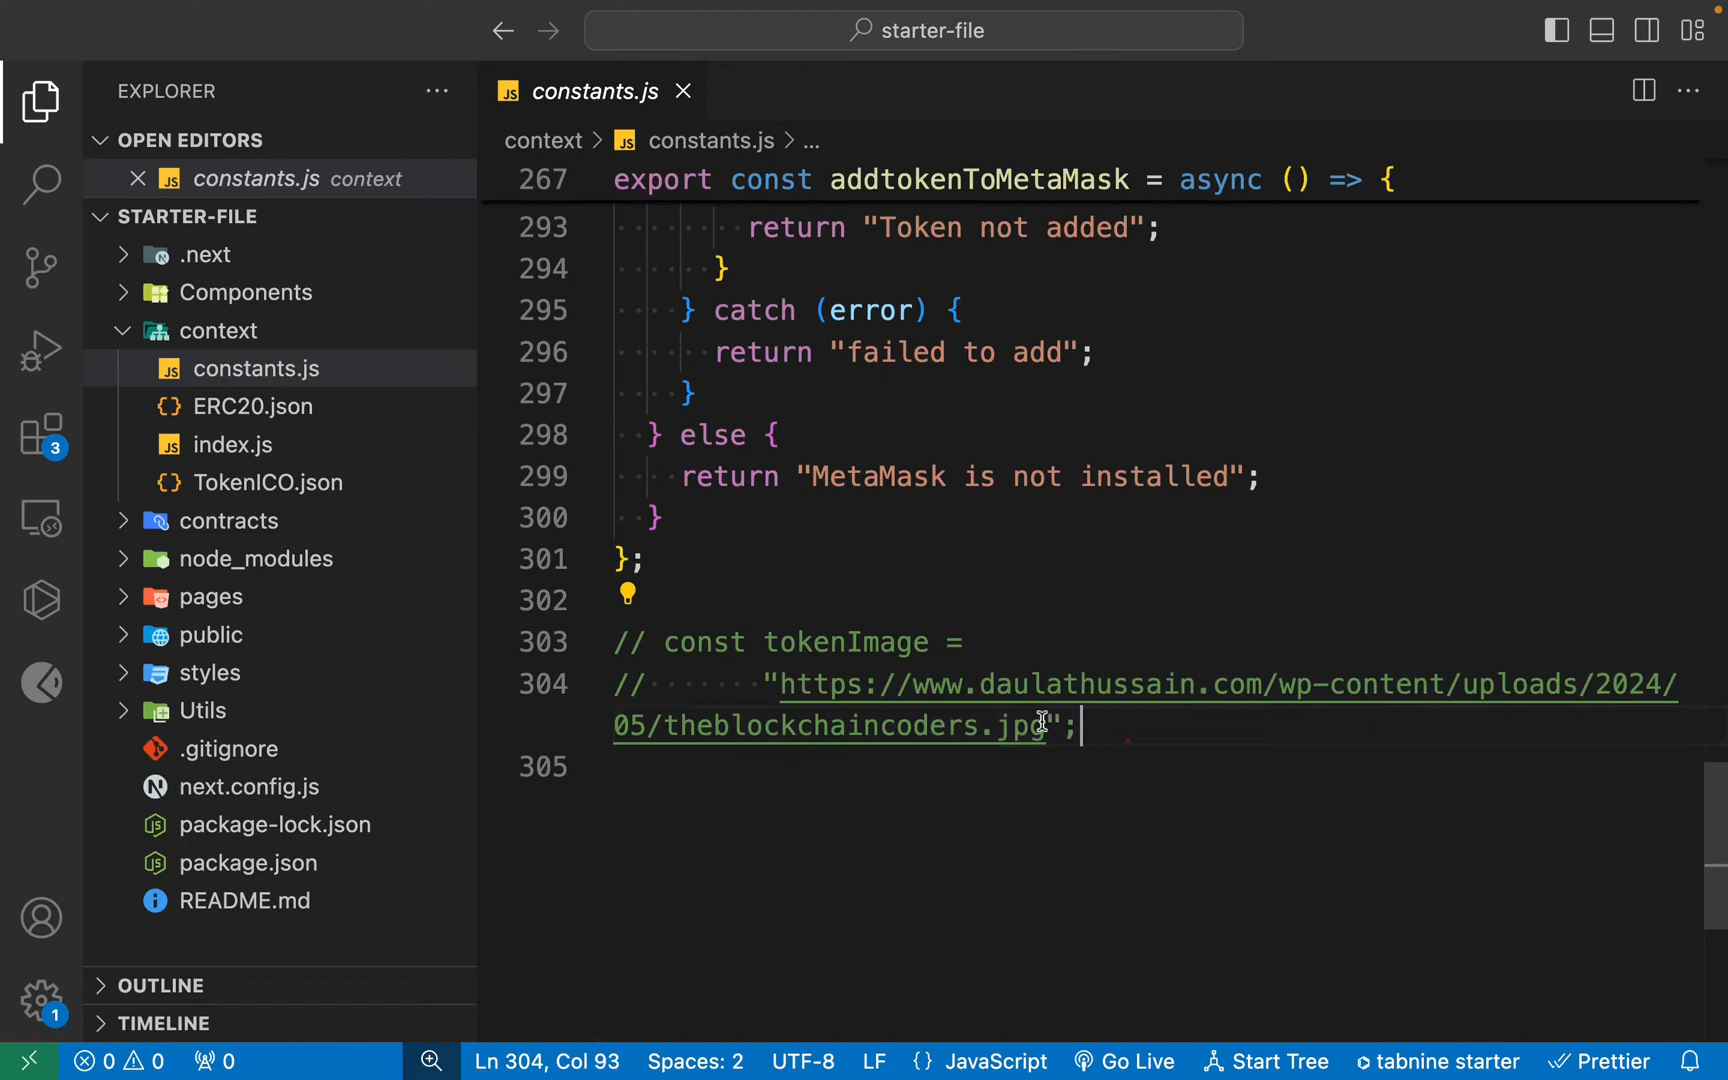 starter-file
EXPLORER
OPEN EDITORS
JS constants.js context
STARTER-FILE
.next
Components
context
JS constants.js
{} ERC20.json
JS index.js
{} TokenICO.json
contracts
node_modules
pages
public
styles
Utils
.gitignore
N next.config.js
package-lock.json
package.json
README.md
OUTLINE
TIMELINE
3
1
JS constants.js
context > JS constants.js > ...
267 export const addtokenToMetaMask = async () => {
293 return "Token not added";
294 }
295 } catch (error) {
296 return "failed to add";
297 }
298 } else {
299 return "MetaMask is not installed";
300 }
301 };
302
303 // const tokenImage =
304 // "https://www.daulathussain.com/wp-content/uploads/2024/
05/theblockchaincoders.jpg";
305
0 0 0 Ln 304, Col 93 Spaces: 2 UTF-8 LF {} JavaScript Go Live Start Tree tabnine starter Prettier